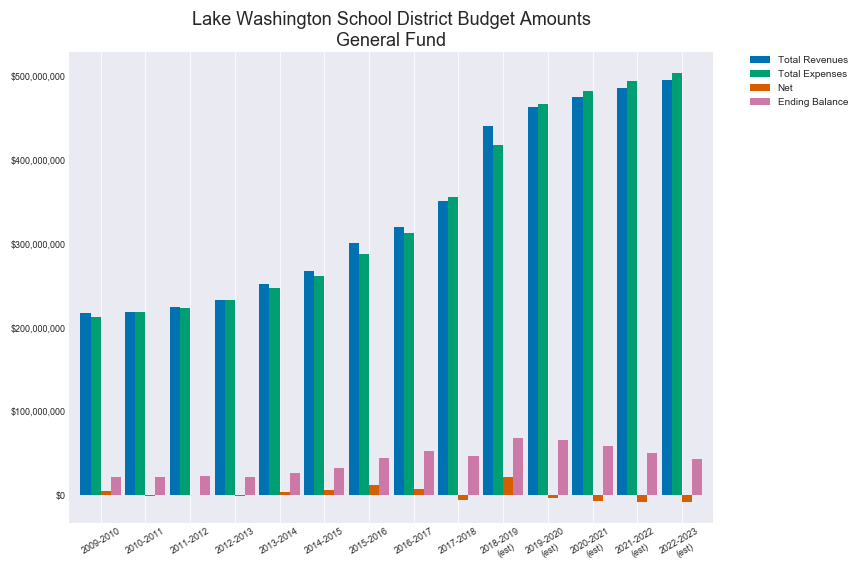 Lake Washington School District Budget Amounts
General Fund
Total Revenues
Total Expenses
Net
Ending Balance
$500,000,000
$400,000,000
$300,000,000
$200,000,000
$100,000,000
$0
2009-2010
2010-2011
2011-2012
2012-2013
2013-2014
2014-2015
2015-2016
2016-2017
2017-2018
2018-2019
(est)
2019-2020
(est)
2020-2021
(est)
2021-2022
(est)
2022-2023
(est)